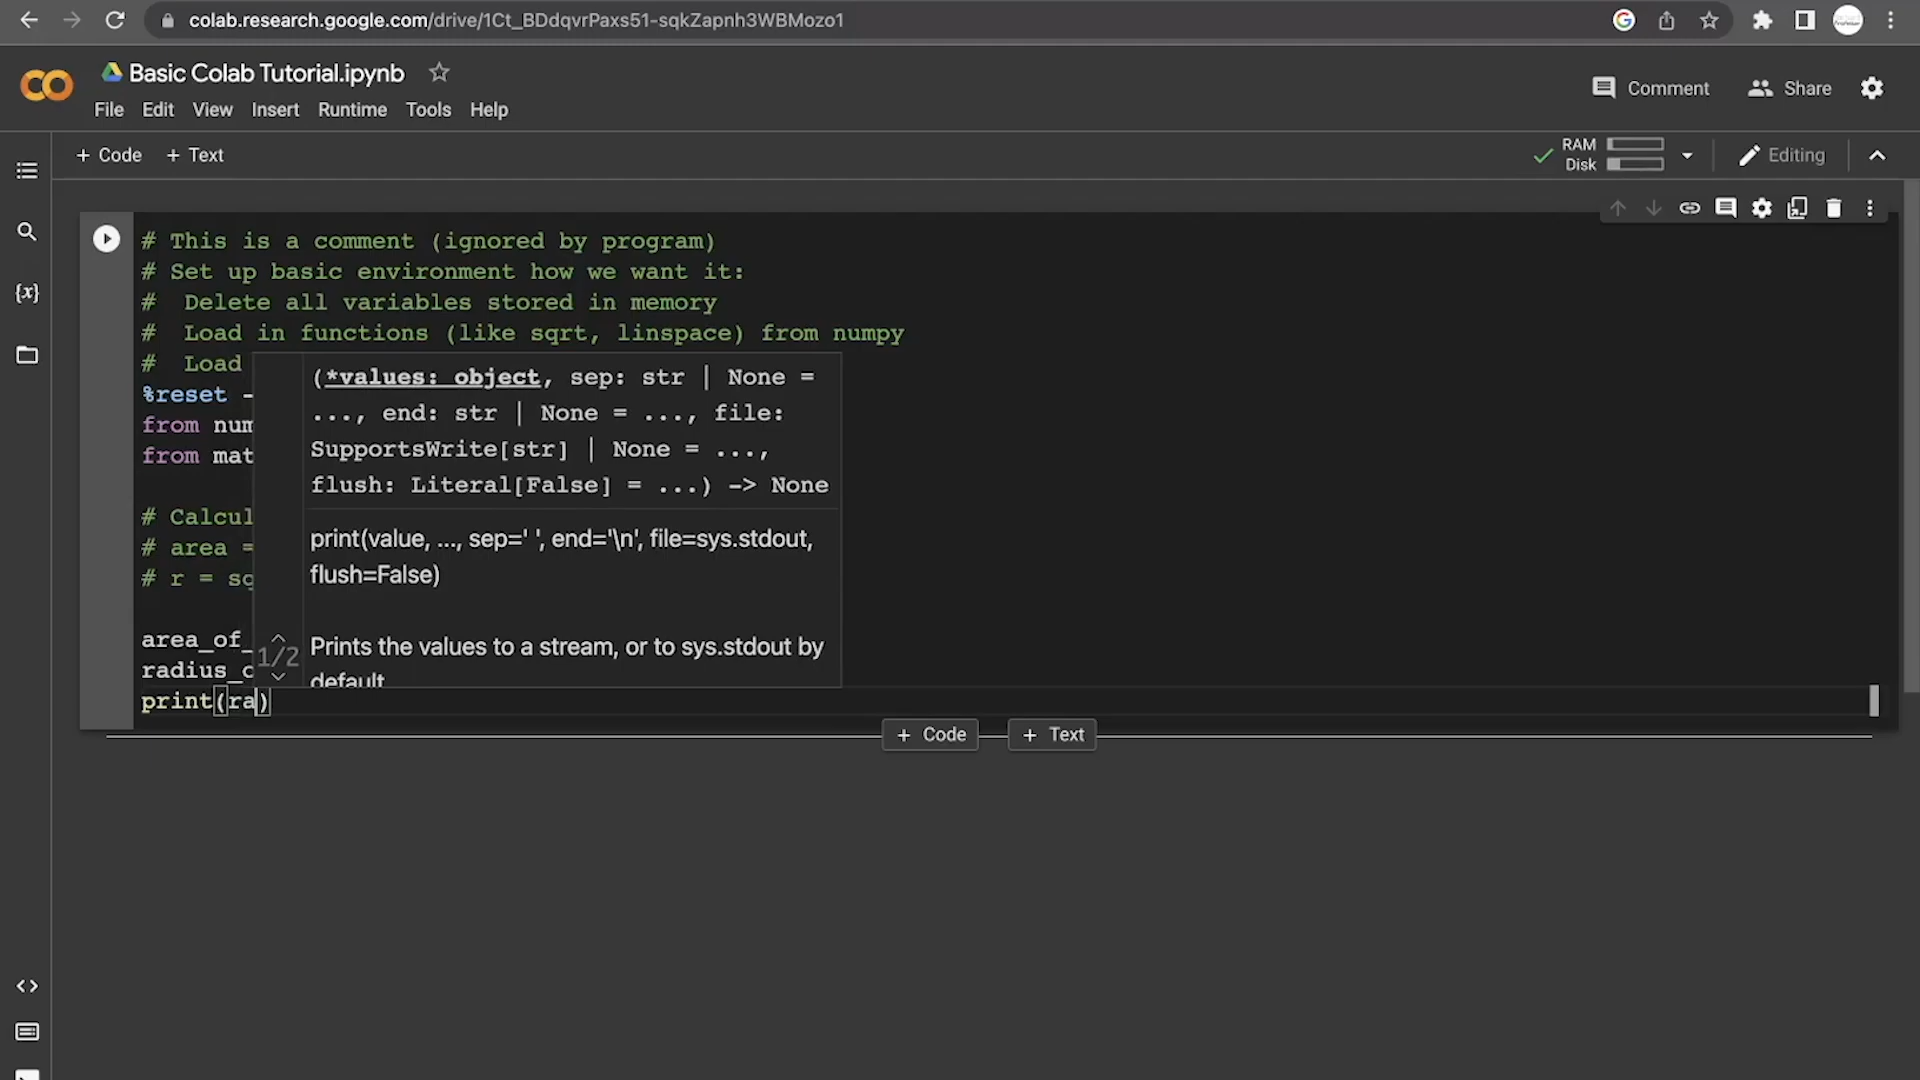 colab.research.google.com/drive/1Ct_BDdqvrPaxs51-sqkZapnh3WBMozo1
Basic Colab Tutorial.ipynb
File Edit View Insert Runtime Tools Help
Comment Share
+ Code + Text
RAM
Disk
Editing
# This is a comment (ignored by program)
# Set up basic environment how we want it:
# Delete all variables stored in memory
# Load in functions (like sqrt, linspace) from numpy
# Load
%reset -
from num
from mat
# Calcul
# area =
# r = sq
area_of_
radius_o
print(ra)
(*values: object, sep: str | None =
..., end: str | None = ..., file:
SupportsWrite[str] | None = ...,
flush: Literal[False] = ...) -> None
print(value, ..., sep=' ', end='\n', file=sys.stdout,
flush=False)
1/2
Prints the values to a stream, or to sys.stdout by
default.
+ Code + Text